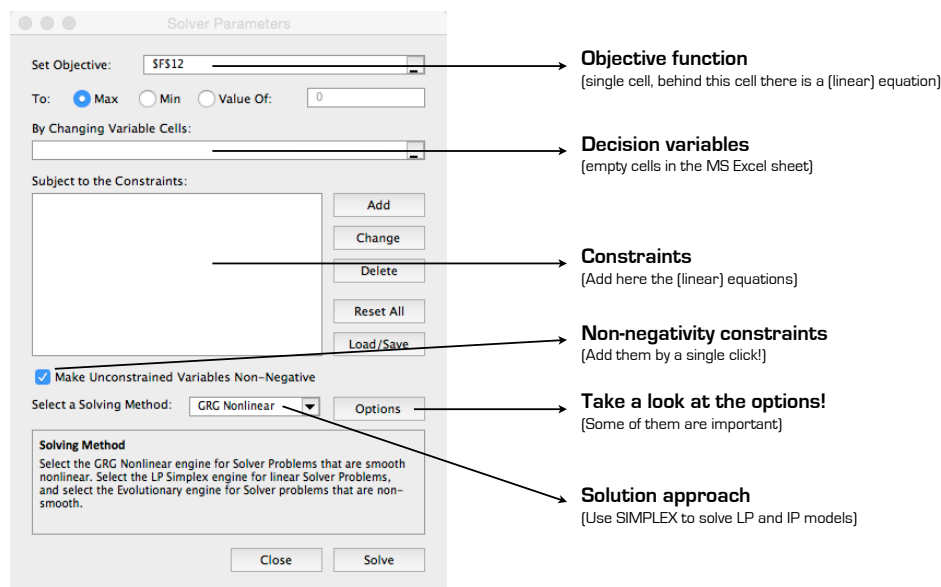 Solver Parameters
Set Objective: $F$12
To: Max Min Value Of: 0
By Changing Variable Cells:
Subject to the Constraints:
Add
Change
Delete
Reset All
Load/Save
Make Unconstrained Variables Non-Negative
Select a Solving Method: GRG Nonlinear Options
Solving Method
Select the GRG Nonlinear engine for Solver Problems that are smooth
nonlinear. Select the LP Simplex engine for linear Solver Problems,
and select the Evolutionary engine for Solver problems that are non-
smooth.
Close Solve
Objective function
(single cell, behind this cell there is a (linear) equation)
Decision variables
(empty cells in the MS Excel sheet)
Constraints
(Add here the (linear) equations)
Non-negativity constraints
(Add them by a single click!)
Take a look at the options!
(Some of them are important)
Solution approach
(Use SIMPLEX to solve LP and IP models)